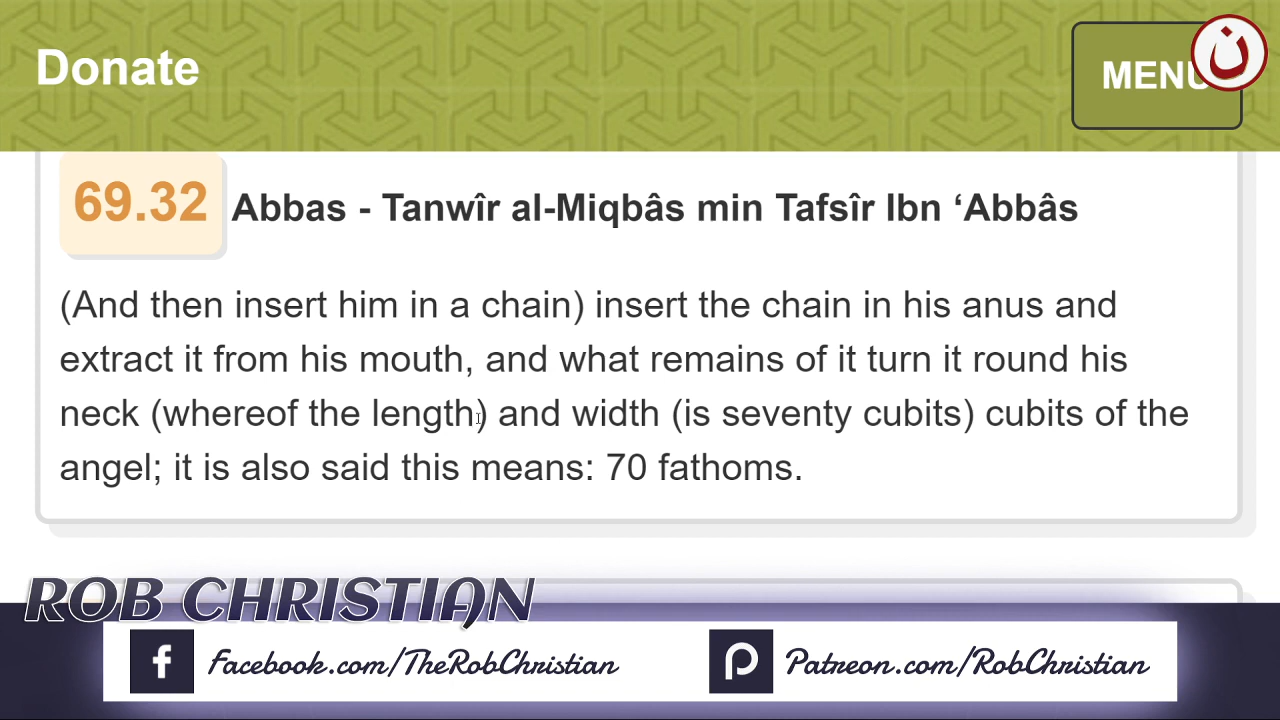 Donate
MENU
ن
69.32 Abbas - Tanwîr al-Miqbâs min Tafsîr Ibn ‘Abbâs
(And then insert him in a chain) insert the chain in his anus and
extract it from his mouth, and what remains of it turn it round his
neck (whereof the length) and width (is seventy cubits) cubits of the
angel; it is also said this means: 70 fathoms.
ROB CHRISTIAN
Facebook.com/TheRobChristian
Patreon.com/RobChristian